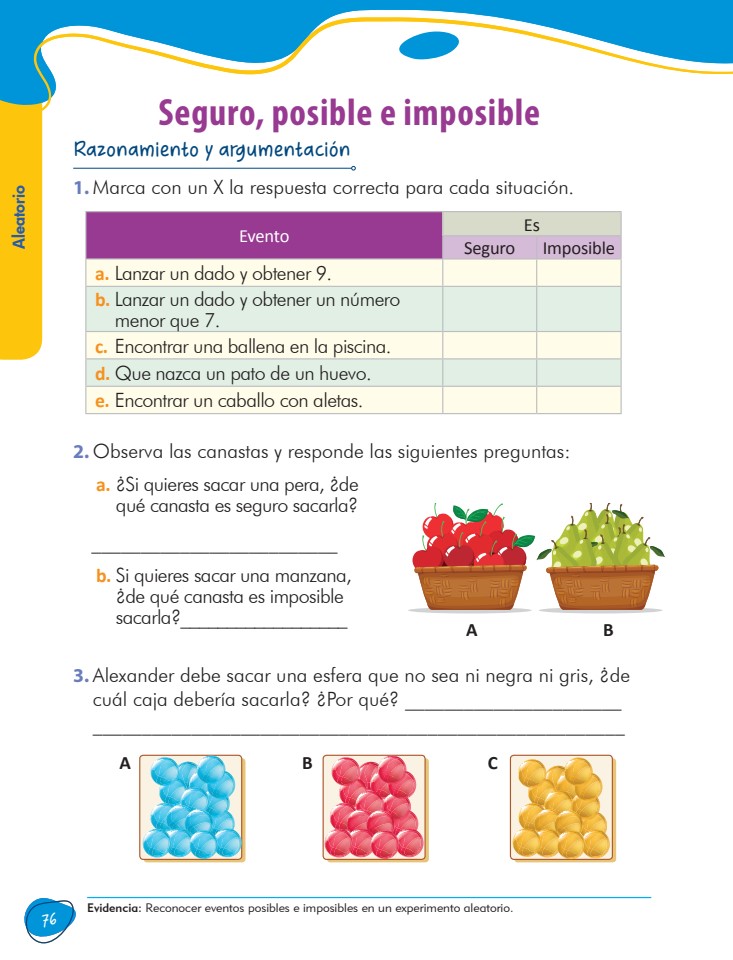 Seguro, posible e imposible
Razonamiento y argumentación
Aleatorio
1. Marca con un X la respuesta correcta para cada situación.
Evento
Es
Seguro Imposible
a. Lanzar un dado y obtener 9.
b. Lanzar un dado y obtener un número
menor que 7.
c. Encontrar una ballena en la piscina.
d. Que nazca un pato de un huevo.
e. Encontrar un caballo con aletas.
2. Observa las canastas y responde las siguientes preguntas:
a. ¿Si quieres sacar una pera, ¿de
qué canasta es seguro sacarla?
b. Si quieres sacar una manzana,
¿de qué canasta es imposible
sacarla?
A B
3. Alexander debe sacar una esfera que no sea ni negra ni gris, ¿de
cuál caja debería sacarla? ¿Por qué?
A B C
76
Evidencia: Reconocer eventos posibles e imposibles en un experimento aleatorio.